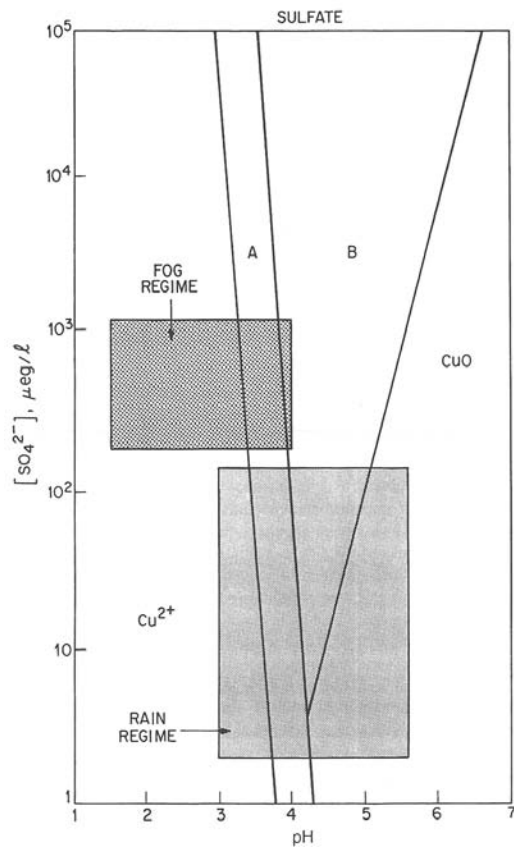 SULFATE
10⁵
10⁴
10³
10²
10
1
[SO₄²⁻], μeg/ℓ
A
B
FOG
REGIME
CuO
Cu²⁺
RAIN
REGIME
1
2
3
4
5
6
7
pH